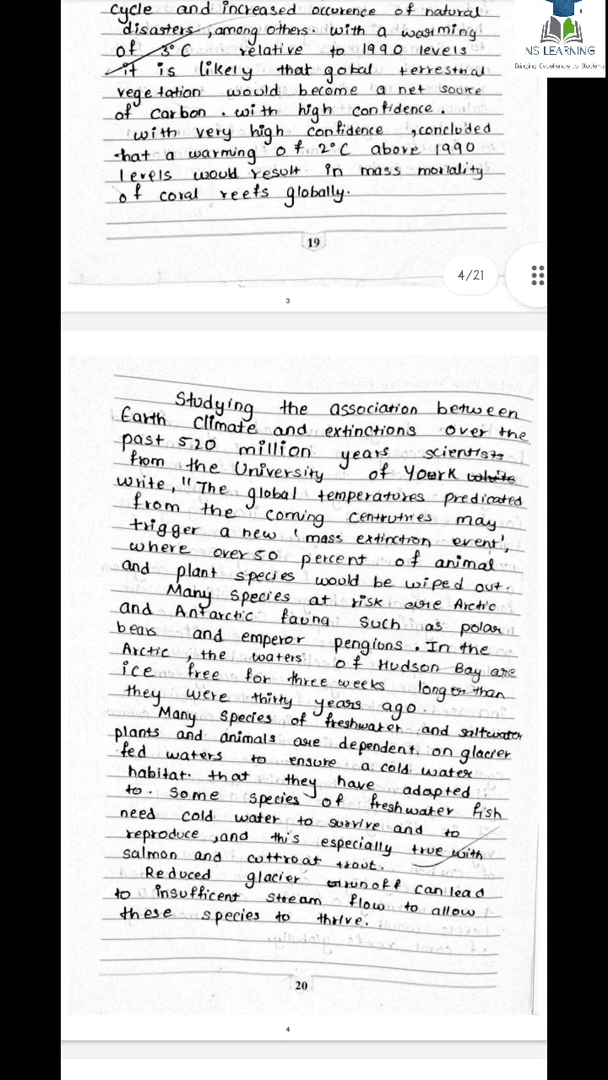 cycle and increased occurence of natural
disasters, among others. with a warming
of 3°C relative to 1990 levels
it is likely that gobal terrestrial
vegetation would become a net source
of carbon. with high confidence.
with very high confidence, concluded
that a warming of 2°C above 1990
levels would result in mass mortality
of coral reefs globally.
19
NS LEARNING
Bringing Excellence to Students
4/21
3
Studying the association between
Earth Climate and extinctions over the
past 520 million years scientists
from the University of Yoerk
write, "The global temperatures predicated
from the coming centrutries may
trigger a new 'mass extinction event',
where over 50 percent of animal
and plant species would be wiped out.
Many species at risk are Arctic
and Antarctic fauna such as polar
bears and emperor pengions. In the
Arctic, the waters of Hudson Bay are
ice free for three weeks longer than
they were thirty years ago.
Many species of freshwater and saltwater
plants and animals are dependent on glacier
fed waters to ensure a cold water
habitat. that they have adapted
to. Some species of freshwater fish
need cold water to survive and to
reproduce, and this especially true with
salmon and cuttroat trout.
Reduced glacier runoff can lead
to insufficent stream flow to allow
these species to thrive.
20
4